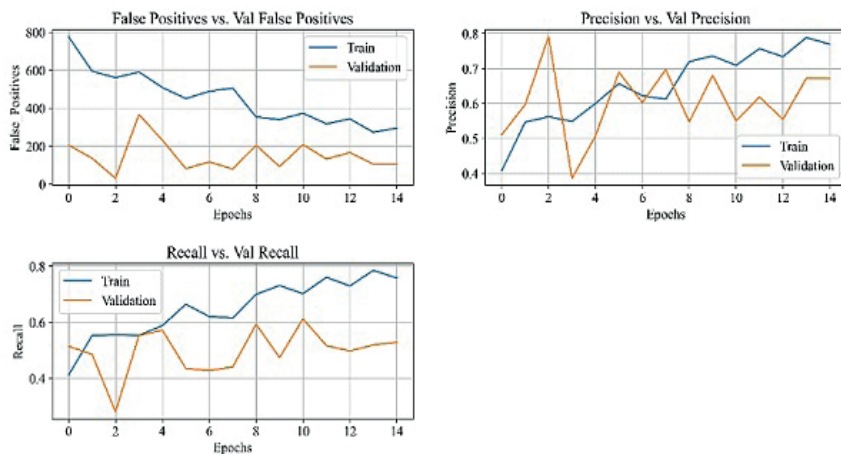 False Positives vs. Val False Positives
800
600
400
200
0
False Positives
Train
Validation
0 2 4 6 8 10 12 14
Epochs
Precision vs. Val Precision
0.8
0.7
0.6
0.5
0.4
Precision
Train
Validation
0 2 4 6 8 10 12 14
Epochs
Recall vs. Val Recall
0.8
0.6
0.4
Recall
Train
Validation
0 2 4 6 8 10 12 14
Epochs